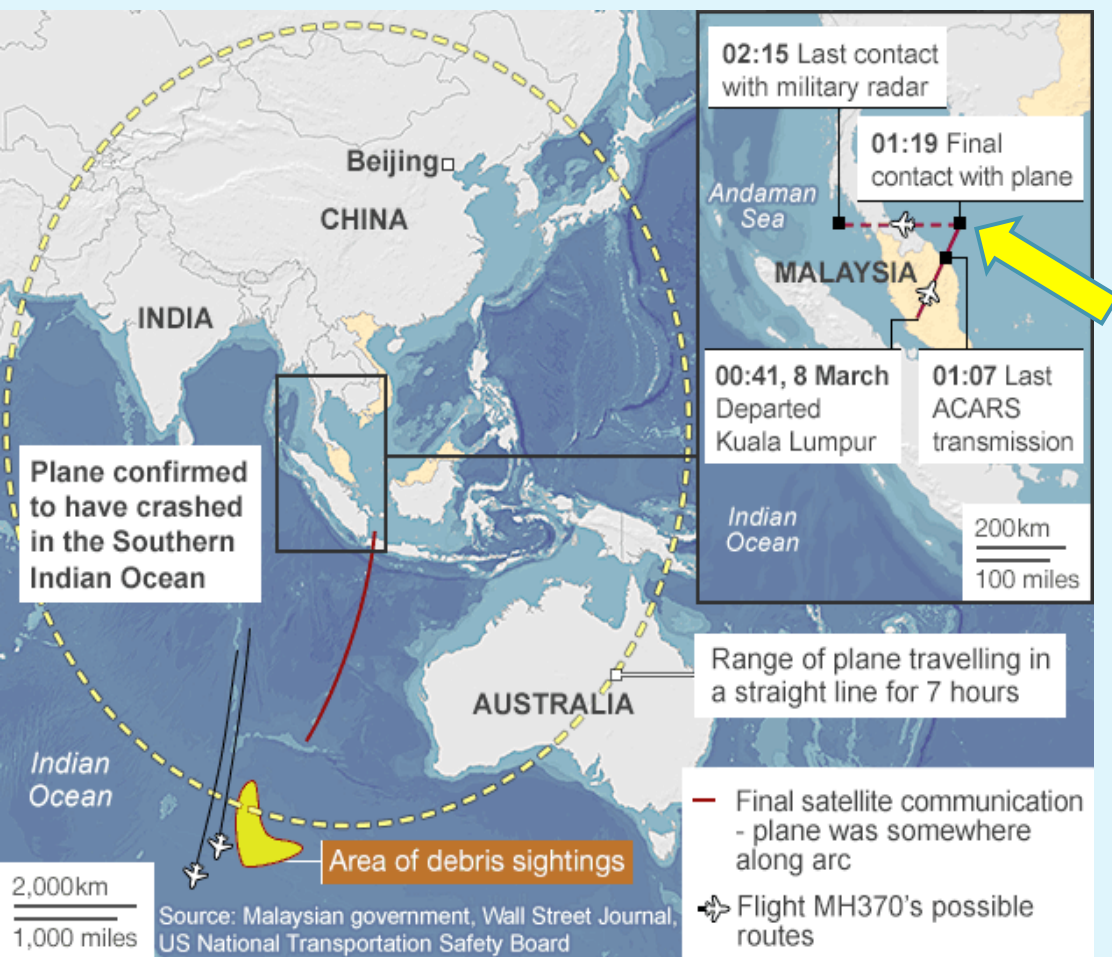 Beijing
CHINA
INDIA
Plane confirmed
to have crashed
in the Southern
Indian Ocean
AUSTRALIA
Indian
Ocean
Area of debris sightings
2,000km
1,000 miles
Source: Malaysian government, Wall Street Journal,
US National Transportation Safety Board
02:15 Last contact
with military radar
01:19 Final
contact with plane
Andaman
Sea
MALAYSIA
00:41, 8 March
Departed
Kuala Lumpur
01:07 Last
ACARS
transmission
Indian
Ocean
200km
100 miles
Range of plane travelling in
a straight line for 7 hours
Final satellite communication
- plane was somewhere
along arc
Flight MH370's possible
routes